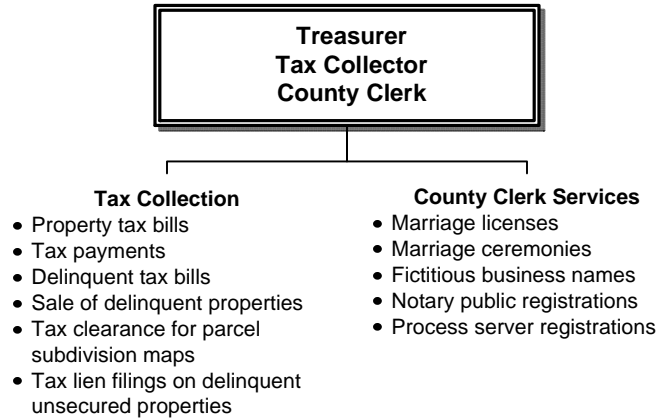 Treasurer
Tax Collector
County Clerk
Tax Collection
• Property tax bills
• Tax payments
• Delinquent tax bills
• Sale of delinquent properties
• Tax clearance for parcel
subdivision maps
• Tax lien filings on delinquent
unsecured properties
County Clerk Services
• Marriage licenses
• Marriage ceremonies
• Fictitious business names
• Notary public registrations
• Process server registrations